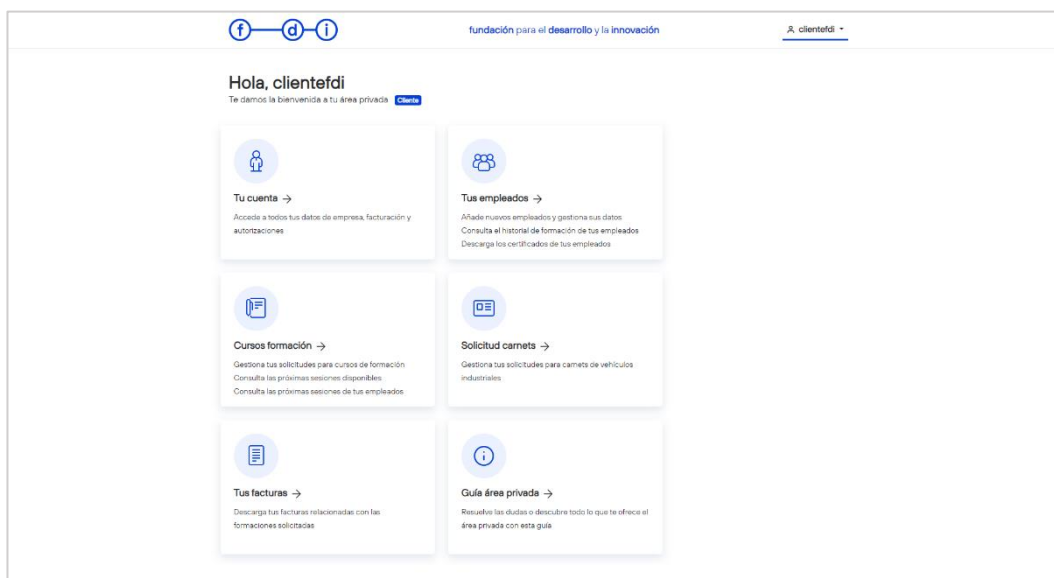 f d i
fundación para el desarrollo y la innovación
clientefdi
Hola, clientefdi
Te damos la bienvenida a tu área privada Cliente
Tu cuenta →
Accede a todos tus datos de empresa, facturación y
autorizaciones
Tus empleados →
Añade nuevos empleados y gestiona sus datos
Consulta el historial de formación de tus empleados
Descarga los certificados de tus empleados
Cursos formación →
Gestiona tus solicitudes para cursos de formación
Consulta las próximas sesiones disponibles
Consulta las próximas sesiones de tus empleados
Solicitud carnets →
Gestiona tus solicitudes para carnets de vehículos
industriales
Tus facturas →
Descarga tus facturas relacionadas con las
formaciones solicitadas
Guía área privada →
Resuelve las dudas o descubre todo lo que te ofrece el
área privada con esta guía